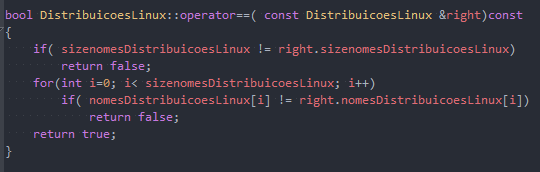 bool DistribuicoesLinux::operator==( const DistribuicoesLinux &right)const
{
    if( sizenomesDistribuicoesLinux != right.sizenomesDistribuicoesLinux)
        return false;
    for(int i=0; i< sizenomesDistribuicoesLinux; i++)
        if( nomesDistribuicoesLinux[i] != right.nomesDistribuicoesLinux[i])
            return false;
    return true;
}